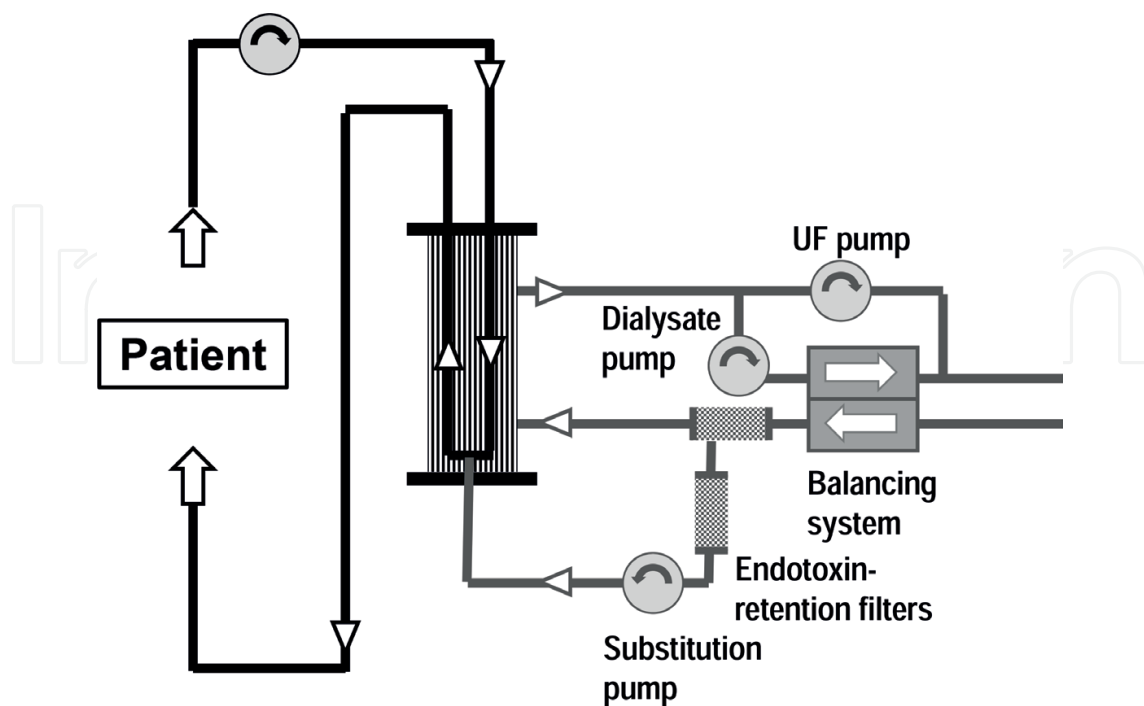 UF pump
Dialysate
pump
Patient
Balancing
system
Endotoxin-
retention filters
Substitution
pump